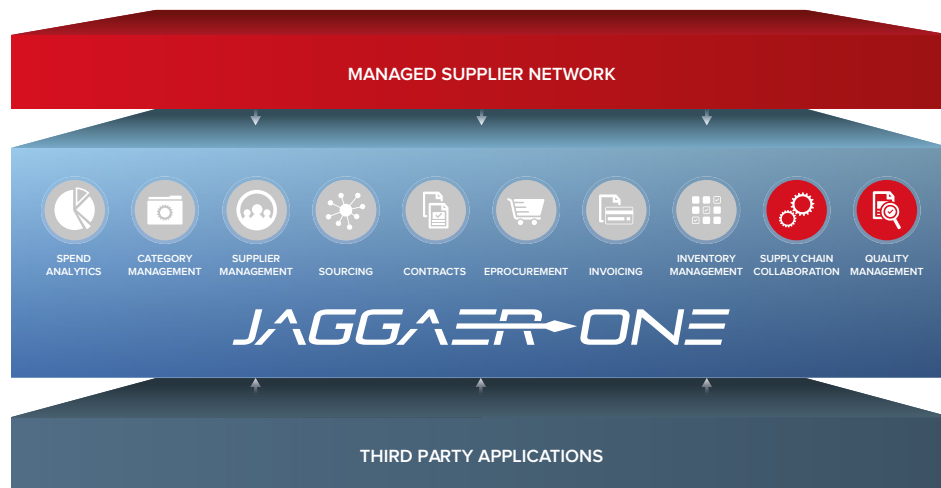 MANAGED SUPPLIER NETWORK
SPEND
ANALYTICS
CATEGORY
MANAGEMENT
SUPPLIER
MANAGEMENT
SOURCING
CONTRACTS
EPROCUREMENT
INVOICING
INVENTORY
MANAGEMENT
SUPPLY CHAIN
COLLABORATION
QUALITY
MANAGEMENT
JAGGAER ONE
THIRD PARTY APPLICATIONS